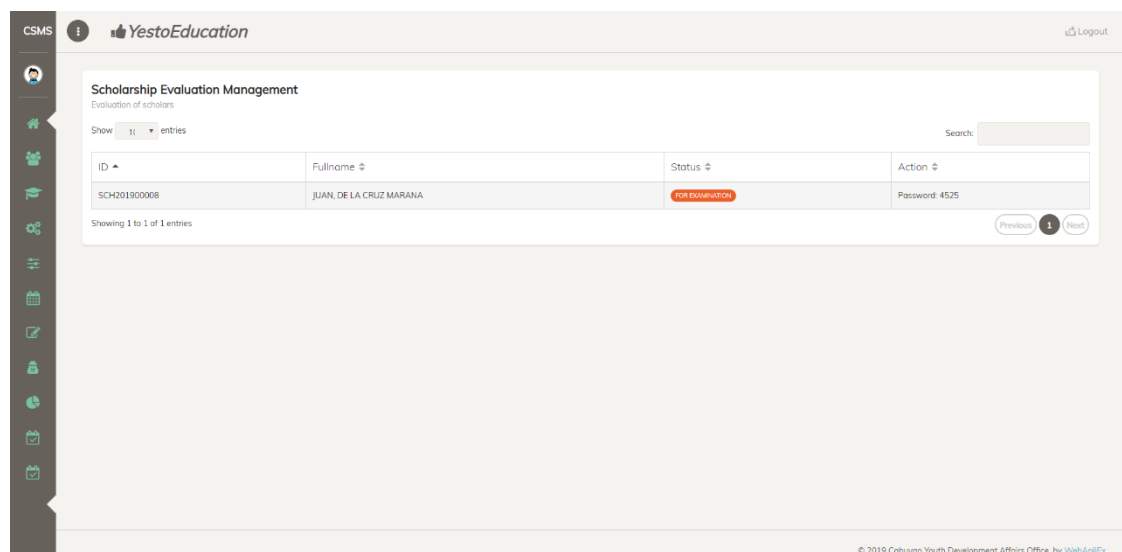 CSMS
YestoEducation
Logout
Scholarship Evaluation Management
Evaluation of scholars
Show 1( entries
Search:
ID Fullname Status Action
SCH201900008 JUAN, DE LA CRUZ MARANA FOR EXAMINATION Password: 4525
Showing 1 to 1 of 1 entries
Previous 1 Next
© 2019 Cabuyao Youth Development Affairs Office, by WebApliEx